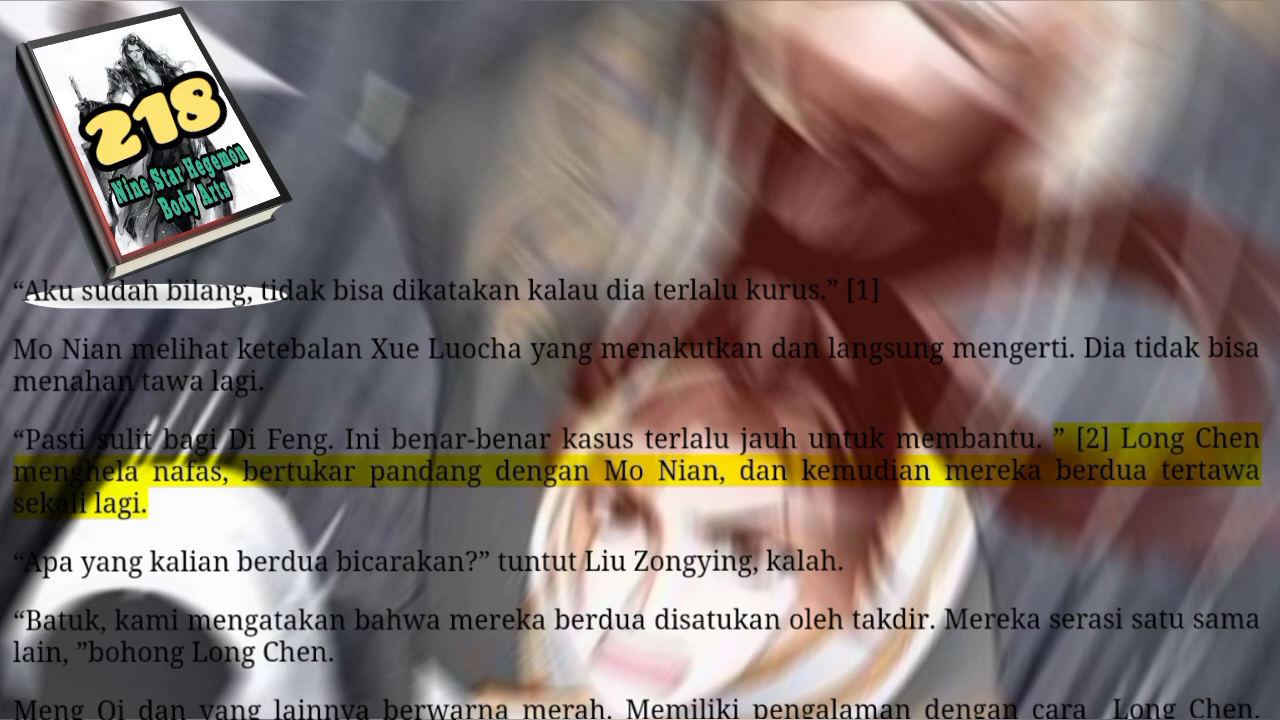 218
Nine Star Hegemon
Body Arts
“Aku sudah bilang, tidak bisa dikatakan kalau dia terlalu kurus.” [1]
Mo Nian melihat ketebalan Xue Luocha yang menakutkan dan langsung mengerti. Dia tidak bisa
menahan tawa lagi.
“Pasti sulit bagi Di Feng. Ini benar-benar kasus terlalu jauh untuk membantu. ” [2] Long Chen
menghela nafas, bertukar pandang dengan Mo Nian, dan kemudian mereka berdua tertawa
sekali lagi.
“Apa yang kalian berdua bicarakan?” tuntut Liu Zongying, kalah.
“Batuk, kami mengatakan bahwa mereka berdua disatukan oleh takdir. Mereka serasi satu sama
lain, ”bohong Long Chen.
Meng Qi dan yang lainnya berwarna merah. Memiliki pengalaman dengan cara Long Chen,